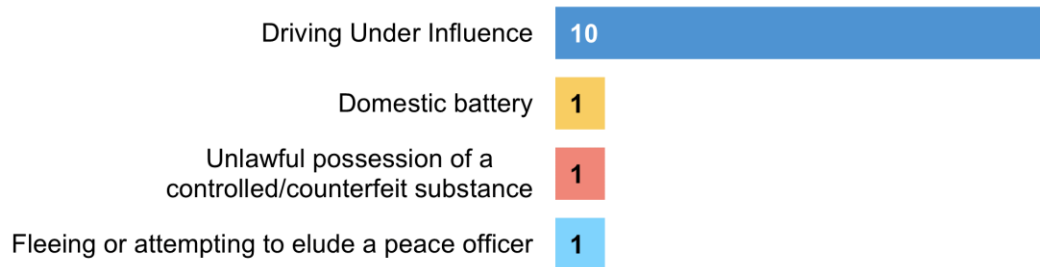 Driving Under Influence 10
Domestic battery 1
Unlawful possession of a
controlled/counterfeit substance 1
Fleeing or attempting to elude a peace officer 1